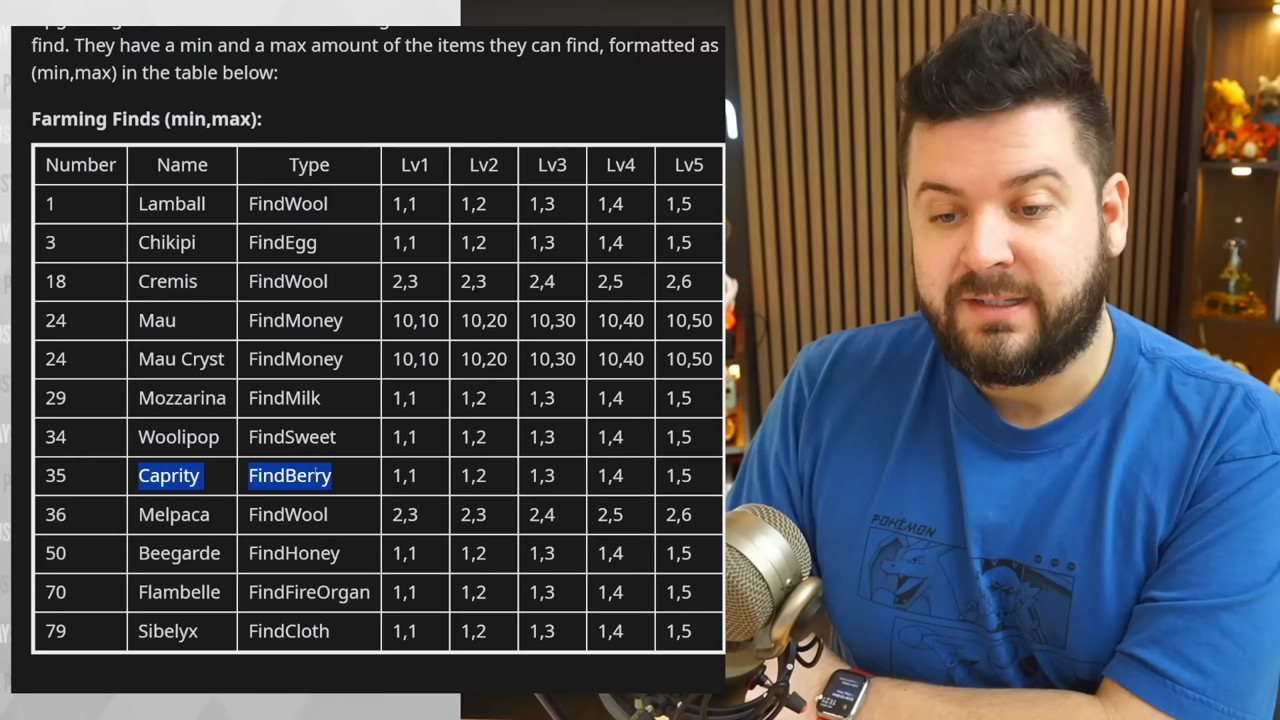 find. They have a min and a max amount of the items they can find, formatted as
(min,max) in the table below:
Farming Finds (min,max):
Number Name Type Lv1 Lv2 Lv3 Lv4 Lv5
1 Lamball FindWool 1,1 1,2 1,3 1,4 1,5
3 Chikipi FindEgg 1,1 1,2 1,3 1,4 1,5
18 Cremis FindWool 2,3 2,3 2,4 2,5 2,6
24 Mau FindMoney 10,10 10,20 10,30 10,40 10,50
24 Mau Cryst FindMoney 10,10 10,20 10,30 10,40 10,50
29 Mozzarina FindMilk 1,1 1,2 1,3 1,4 1,5
34 Woolipop FindSweet 1,1 1,2 1,3 1,4 1,5
35 Caprity FindBerry 1,1 1,2 1,3 1,4 1,5
36 Melpaca FindWool 2,3 2,3 2,4 2,5 2,6
50 Beegarde FindHoney 1,1 1,2 1,3 1,4 1,5
70 Flambelle FindFireOrgan 1,1 1,2 1,3 1,4 1,5
79 Sibelyx FindCloth 1,1 1,2 1,3 1,4 1,5
POKÉMON